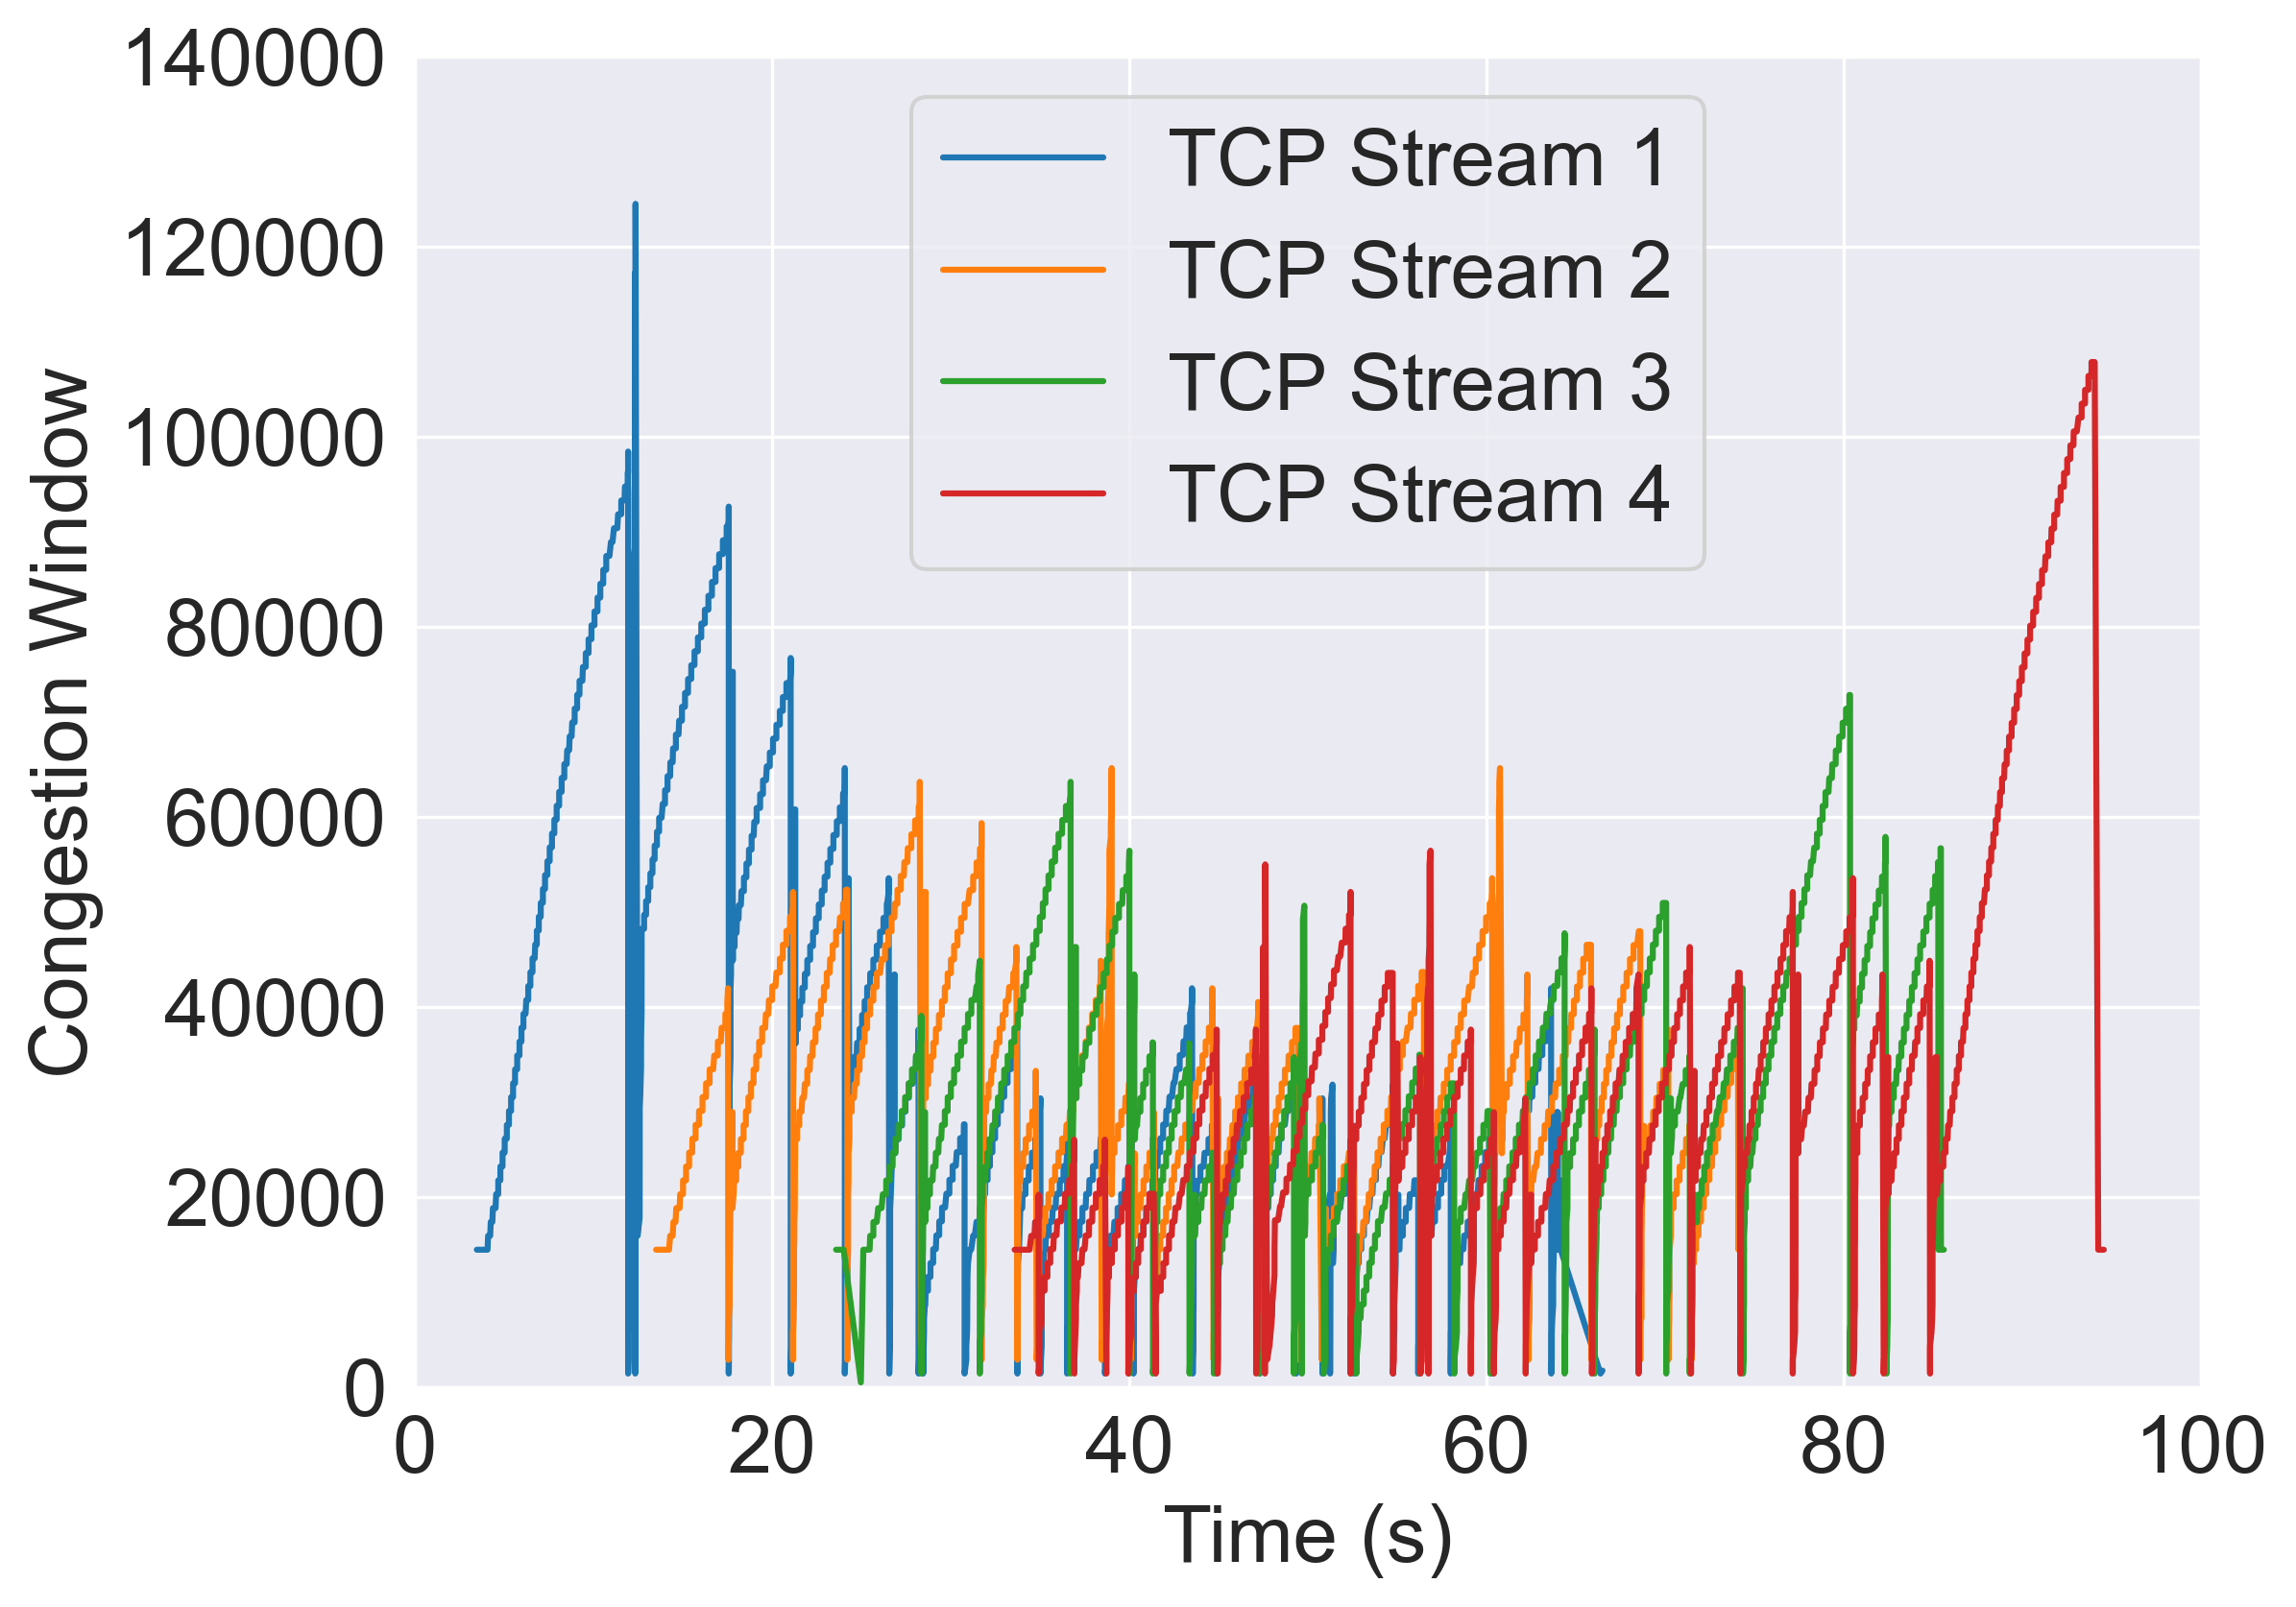 140000
120000
100000
80000
60000
40000
20000
0
Congestion Window
TCP Stream 1
TCP Stream 2
TCP Stream 3
TCP Stream 4
0 20 40 60 80 100
Time (s)